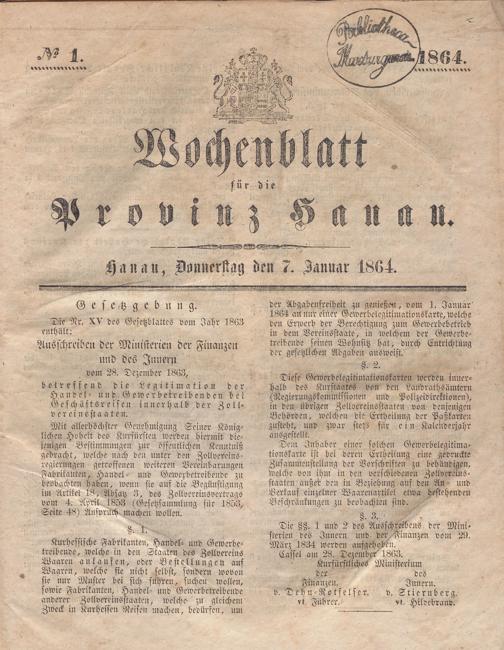 № 1.
Bibliotheca
Marburgensis
1864.
Wochenblatt
für die
Provinz Hanau.
Hanau, Donnerstag den 7. Januar 1864.
Gesetzgebung.
Die Nr. XV des Gesetzblattes vom Jahr 1863
enthält:
Ausschreiben der Ministerien der Finanzen
und des Innern
vom 28. Dezember 1863,
betreffend die Legitimation der
Handel- und Gewerbetreibenden bei
Geschäftsreisen innerhalb der Zoll-
vereinsstaaten.
Mit allerhöchster Genehmigung Seiner König-
lichen Hoheit des Kurfürsten werden hiermit die-
jenigen Bestimmungen zur öffentlichen Kenntniß
gebracht, welche nach den unter den Zollvereins-
regierungen getroffenen weiteren Vereinbarungen
Fabrikanten, Handel- und Gewerbetreibende zu
beobachten haben, wenn sie auf die Begünstigung
im Artikel 18, Absatz 3, des Zollvereinsvertrags
vom 4. April 1853 (Gesetzsammlung für 1853,
Seite 48) Anspruch machen wollen.
§. 1.
Kurhessische Fabrikanten, Handel- und Gewerbe-
treibende, welche in den Staaten des Zollvereins
Waaren ankaufen, oder Bestellungen auf
Waaren, welche sie nicht selbst, sondern wovon
sie nur Muster bei sich führen, suchen wollen,
sowie Fabrikanten, Handel- und Gewerbetreibende
anderer Zollvereinsstaaten, welche zu gleichem
Zweck in Kurhessen Reisen machen, bedürfen, um
der Abgabenfreiheit zu genießen, vom 1. Januar
1864 an nur einer Gewerbelegitimationskarte, welche
den Erwerb der Berechtigung zum Gewerbebetrieb
in dem Vereinsstaate, in welchem der Gewerbe-
treibende seinen Wohnsitz hat, durch Entrichtung
der gesetzlichen Abgaben ausweist.
§. 2.
Diese Gewerbelegitimationskarten werden inner-
halb des Kurstaates von den Landrathsämtern
(Regierungskommissionen und Polizeidirektion),
in den übrigen Zollvereinsstaaten von denjenigen
Behörden, welchen die Ertheilung der Paßkarten
zusteht, und zwar stets für ein Kalenderjahr
ausgestellt.
Dem Inhaber einer solchen Gewerbelegitima-
tionskarte ist bei deren Ertheilung eine gedruckte
Zusammenstellung der Vorschriften zu behändigen,
welche von ihm in den verschiedenen Zollvereins-
staaten außer den in Beziehung auf den An- und
Verkauf einzelner Waarenartikel etwa bestehenden
Beschränkungen zu beobachten sind.
§. 3.
Die §§. 1 und 2 des Ausschreibens der Mini-
sterien des Innern und der Finanzen vom 29.
März 1834 werden aufgehoben.
Cassel am 28. Dezember 1863.
Kurfürstliches Ministerium
der des
Finanzen. Innern.
v. Dehn-Rotfelser. v. Stiernberg.
vt. Führer. vt. Hildebrand.